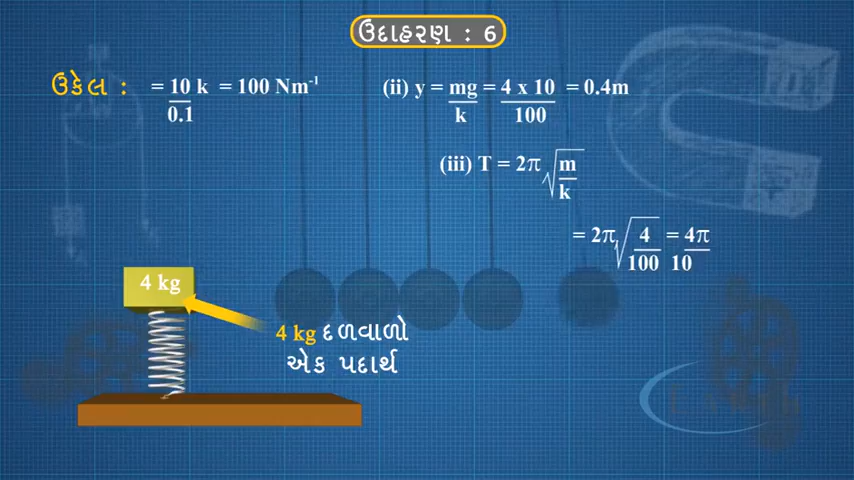 ઉદાહરણ : 6
ઉકેલ :
= 10/0.1 k = 100 Nm⁻¹
(ii) y = mg/k = 4 x 10/100 = 0.4m
(iii) T = 2π √(m/k)
= 2π √(4/100) = 4π/10
4 kg
4 kg દળવાળો
એક પદાર્થ